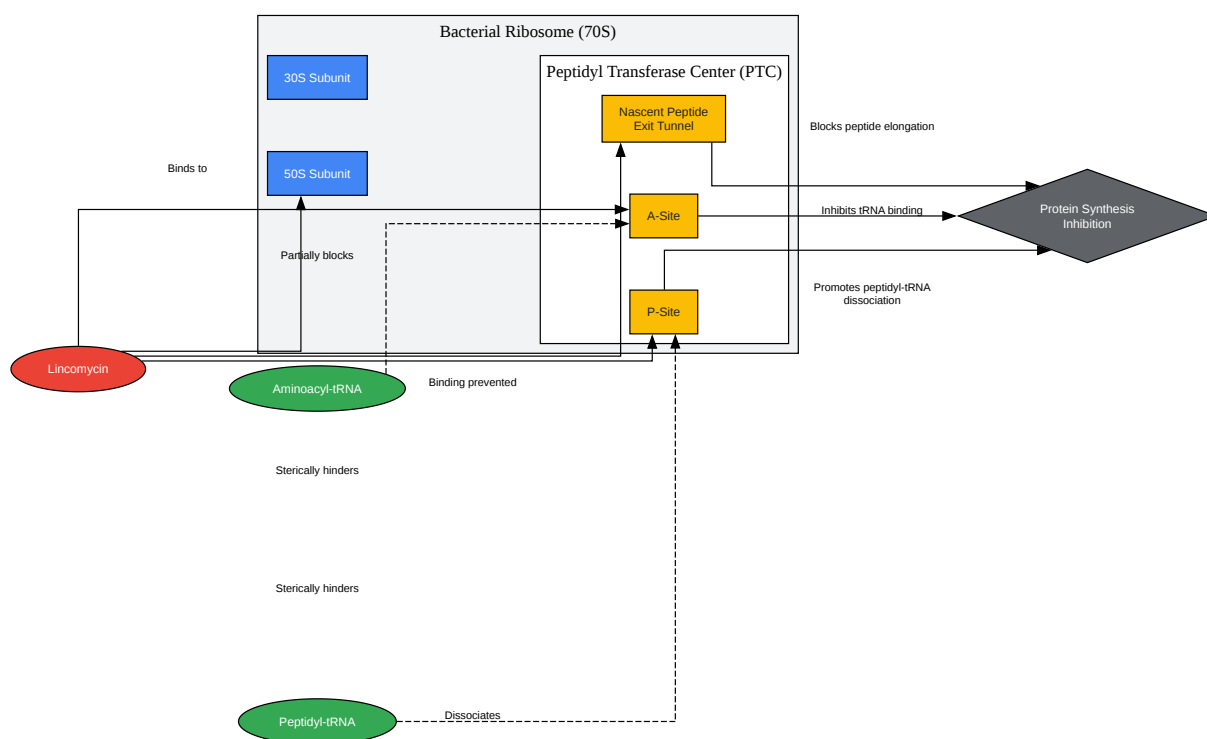 Bacterial Ribosome (70S)
30S Subunit
Peptidyl Transferase Center (PTC)
Nascent Peptide
Exit Tunnel
Blocks peptide elongation
Binds to
50S Subunit
A-Site
Inhibits tRNA binding
Protein Synthesis
Inhibition
Partially blocks
Promotes peptidyl-tRNA
dissociation
P-Site
Lincomycin
Aminoacyl-tRNA
Binding prevented
Sterically hinders
Sterically hinders
Peptidyl-tRNA
Dissociates